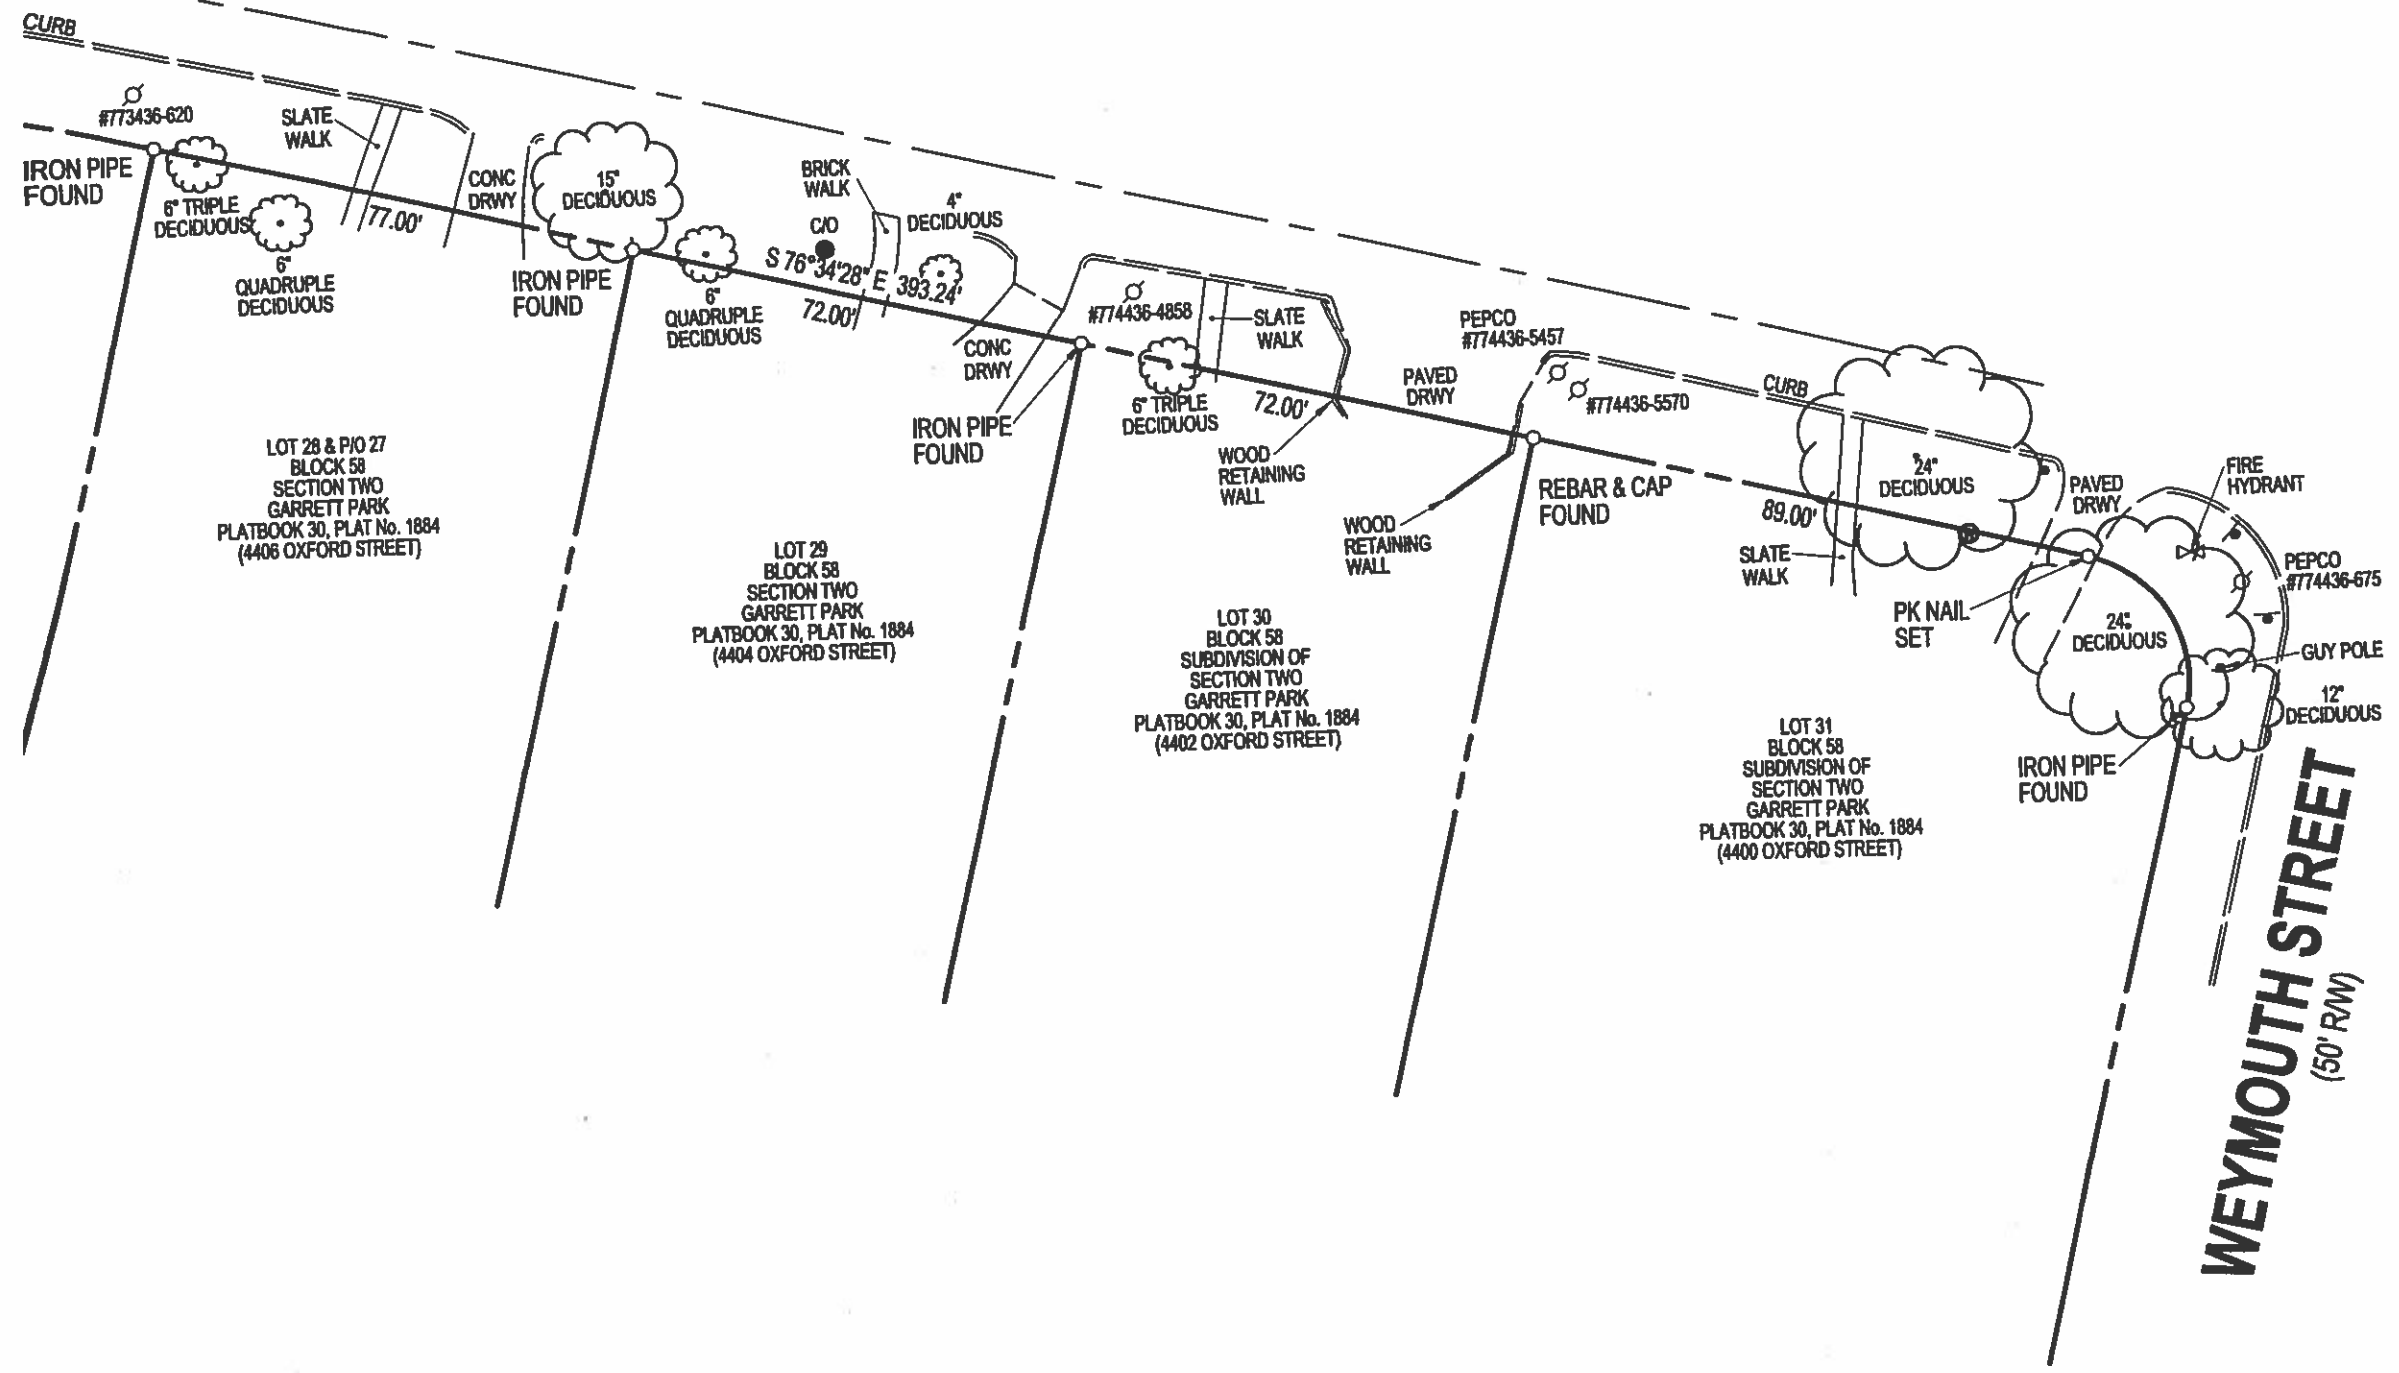 CURB
#773436-620
SLATE
WALK
IRON PIPE
FOUND
6" TRIPLE
DECIDUOUS
6"
QUADRUPLE
DECIDUOUS
77.00'
CONC
DRWY
15"
DECIDUOUS
IRON PIPE
FOUND
BRICK
WALK
C/O
4"
DECIDUOUS
S 76°34'28" E 393.24'
72.00'
6"
QUADRUPLE
DECIDUOUS
CONC
DRWY
#774436-4858
SLATE
WALK
IRON PIPE
FOUND
6" TRIPLE
DECIDUOUS
72.00'
WOOD
RETAINING
WALL
PEPCO
#774436-5457
PAVED
DRWY
#774436-5570
CURB
WOOD
RETAINING
WALL
REBAR & CAP
FOUND
89.00'
24"
DECIDUOUS
SLATE
WALK
PAVED
DRWY
FIRE
HYDRANT
PEPCO
#774436-675
PK NAIL
SET
24"
DECIDUOUS
GUY POLE
12"
DECIDUOUS
IRON PIPE
FOUND
LOT 28 & P/O 27
BLOCK 58
SECTION TWO
GARRETT PARK
PLATBOOK 30, PLAT No. 1884
(4406 OXFORD STREET)
LOT 29
BLOCK 58
SECTION TWO
GARRETT PARK
PLATBOOK 30, PLAT No. 1884
(4404 OXFORD STREET)
LOT 30
BLOCK 58
SUBDIVISION OF
SECTION TWO
GARRETT PARK
PLATBOOK 30, PLAT No. 1884
(4402 OXFORD STREET)
LOT 31
BLOCK 58
SUBDIVISION OF
SECTION TWO
GARRETT PARK
PLATBOOK 30, PLAT No. 1884
(4400 OXFORD STREET)
WEYMOUTH STREET
(50' R/W)